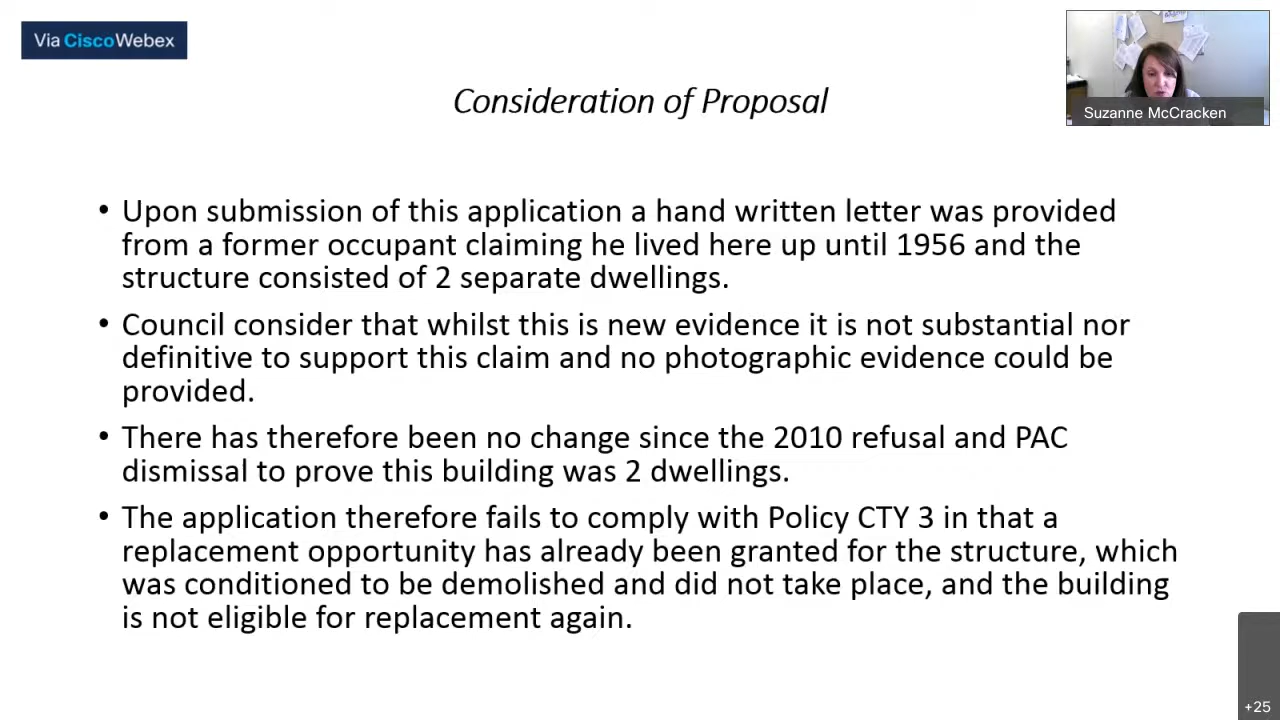 Via CiscoWebex
Suzanne McCracken
Consideration of Proposal
• Upon submission of this application a hand written letter was provided
from a former occupant claiming he lived here up until 1956 and the
structure consisted of 2 separate dwellings.
• Council consider that whilst this is new evidence it is not substantial nor
definitive to support this claim and no photographic evidence could be
provided.
• There has therefore been no change since the 2010 refusal and PAC
dismissal to prove this building was 2 dwellings.
• The application therefore fails to comply with Policy CTY 3 in that a
replacement opportunity has already been granted for the structure, which
was conditioned to be demolished and did not take place, and the building
is not eligible for replacement again.
+25